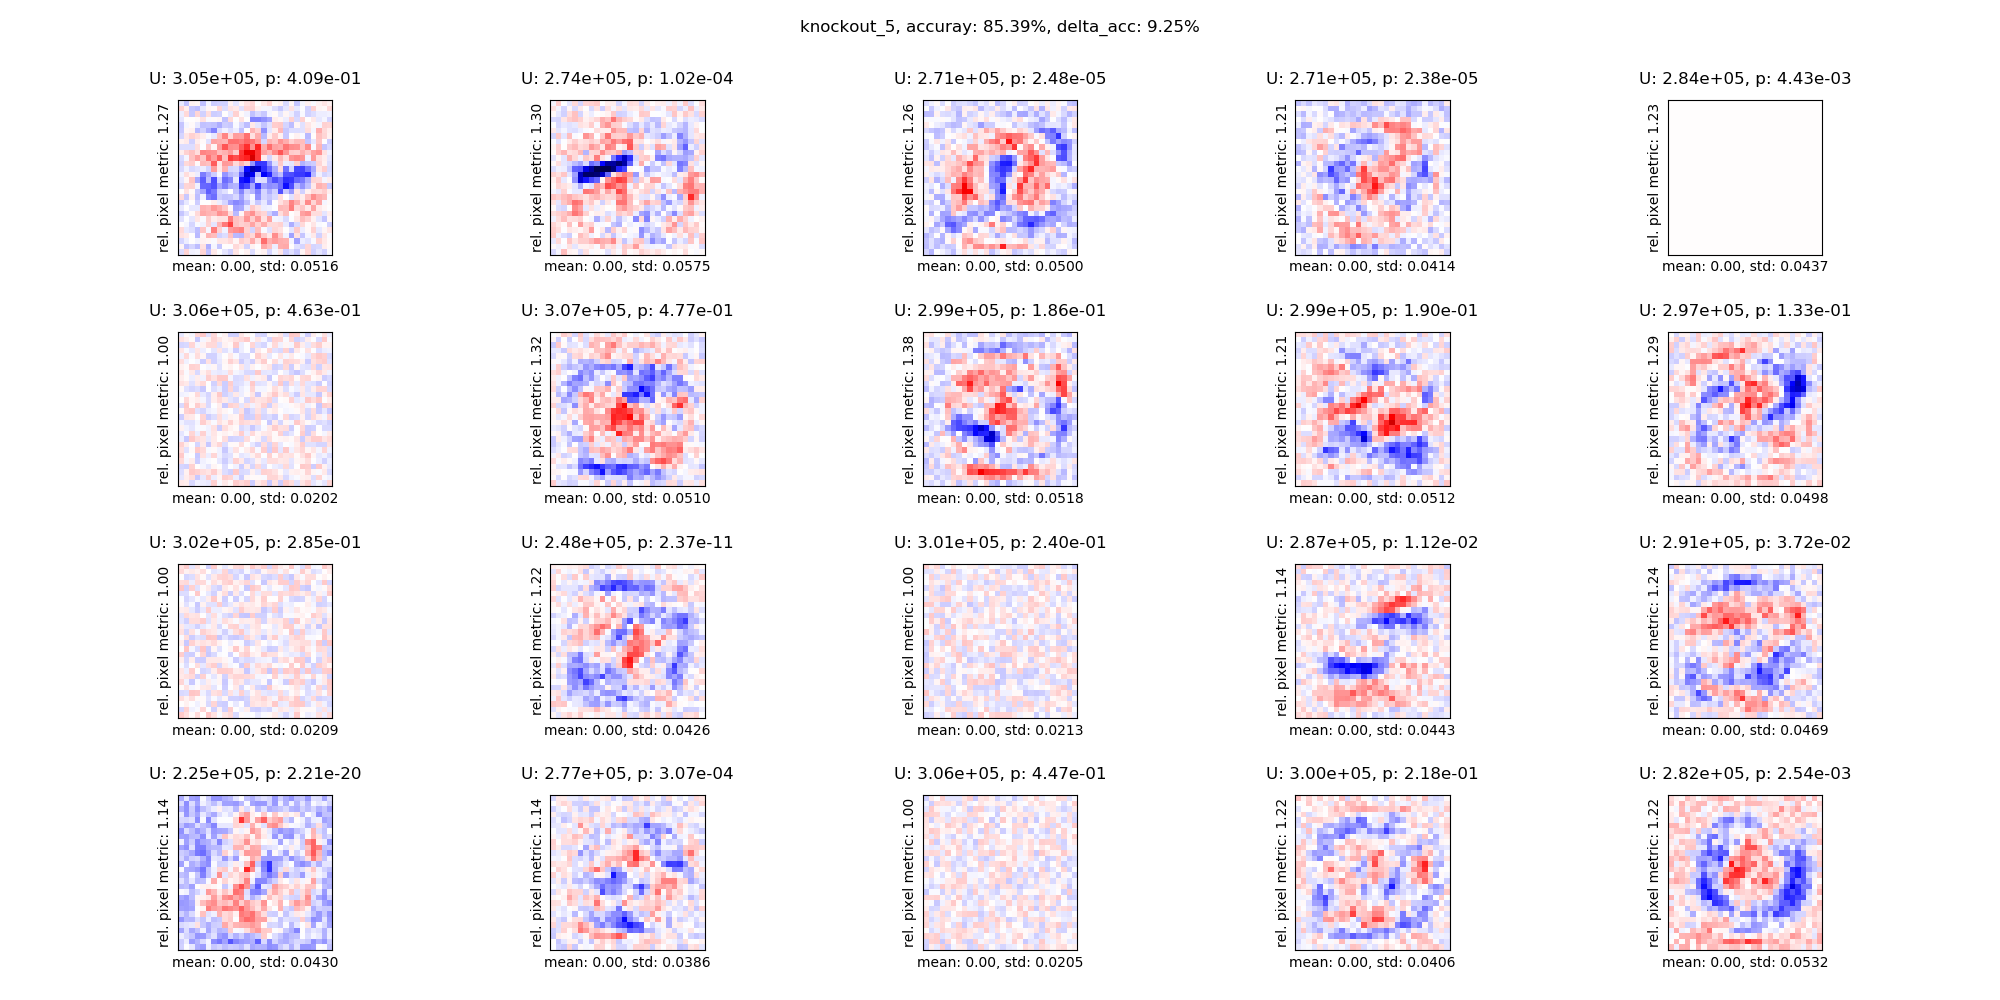 knockout_5, accuray: 85.39%, delta_acc: 9.25%
U: 3.05e+05, p: 4.09e-01
rel. pixel metric: 1.27
mean: 0.00, std: 0.0516
U: 2.74e+05, p: 1.02e-04
rel. pixel metric: 1.30
mean: 0.00, std: 0.0575
U: 2.71e+05, p: 2.48e-05
rel. pixel metric: 1.26
mean: 0.00, std: 0.0500
U: 2.71e+05, p: 2.38e-05
rel. pixel metric: 1.21
mean: 0.00, std: 0.0414
U: 2.84e+05, p: 4.43e-03
rel. pixel metric: 1.23
mean: 0.00, std: 0.0437
U: 3.06e+05, p: 4.63e-01
rel. pixel metric: 1.00
mean: 0.00, std: 0.0202
U: 3.07e+05, p: 4.77e-01
rel. pixel metric: 1.32
mean: 0.00, std: 0.0510
U: 2.99e+05, p: 1.86e-01
rel. pixel metric: 1.38
mean: 0.00, std: 0.0518
U: 2.99e+05, p: 1.90e-01
rel. pixel metric: 1.21
mean: 0.00, std: 0.0512
U: 2.97e+05, p: 1.33e-01
rel. pixel metric: 1.29
mean: 0.00, std: 0.0498
U: 3.02e+05, p: 2.85e-01
rel. pixel metric: 1.00
mean: 0.00, std: 0.0209
U: 2.48e+05, p: 2.37e-11
rel. pixel metric: 1.22
mean: 0.00, std: 0.0426
U: 3.01e+05, p: 2.40e-01
rel. pixel metric: 1.00
mean: 0.00, std: 0.0213
U: 2.87e+05, p: 1.12e-02
rel. pixel metric: 1.14
mean: 0.00, std: 0.0443
U: 2.91e+05, p: 3.72e-02
rel. pixel metric: 1.24
mean: 0.00, std: 0.0469
U: 2.25e+05, p: 2.21e-20
rel. pixel metric: 1.14
mean: 0.00, std: 0.0430
U: 2.77e+05, p: 3.07e-04
rel. pixel metric: 1.14
mean: 0.00, std: 0.0386
U: 3.06e+05, p: 4.47e-01
rel. pixel metric: 1.00
mean: 0.00, std: 0.0205
U: 3.00e+05, p: 2.18e-01
rel. pixel metric: 1.22
mean: 0.00, std: 0.0406
U: 2.82e+05, p: 2.54e-03
rel. pixel metric: 1.22
mean: 0.00, std: 0.0532